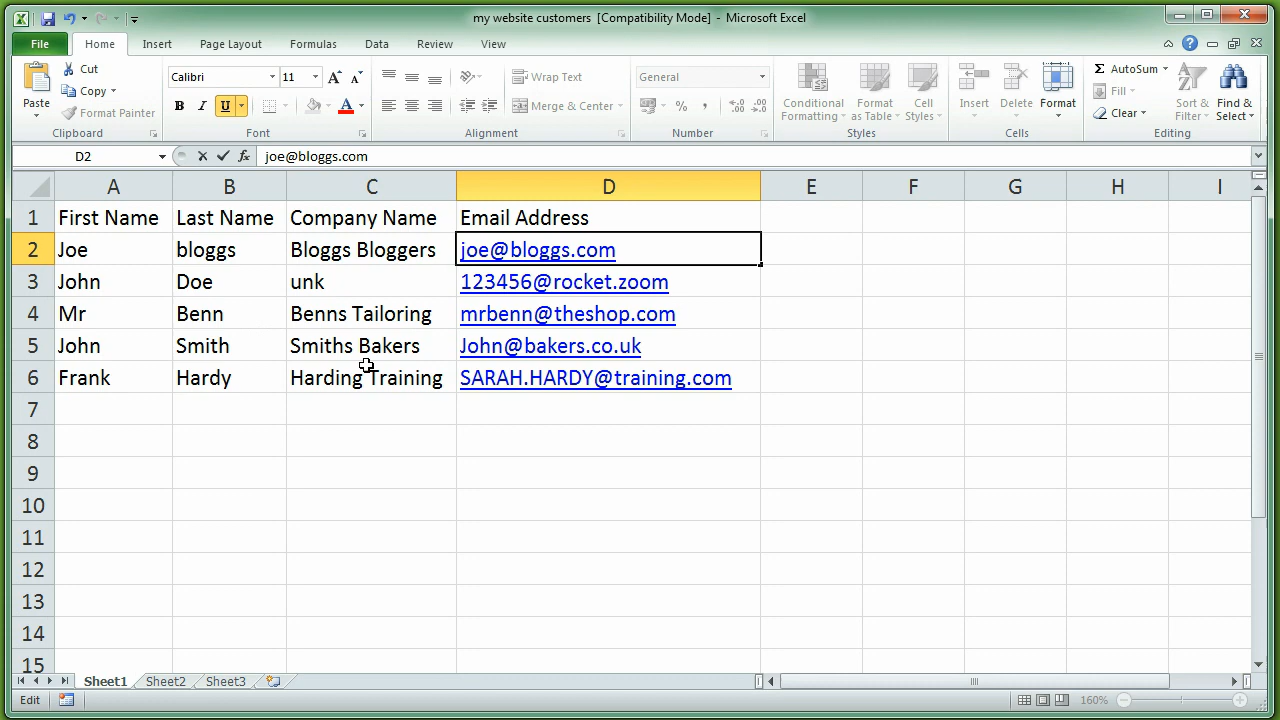 my website customers  [Compatibility Mode]  -  Microsoft Excel
File Home Insert Page Layout Formulas Data Review View
Paste
Cut
Copy
Format Painter
Clipboard
Calibri 11
B I U
Font
Wrap Text
Merge & Center
Alignment
General
%
Number
Conditional Formatting
Format as Table
Cell Styles
Styles
Insert
Delete
Format
Cells
AutoSum
Fill
Clear
Sort & Filter
Find & Select
Editing
D2 fx joe@bloggs.com
A B C D E F G H I
1 First Name Last Name Company Name Email Address
2 Joe bloggs Bloggs Bloggers joe@bloggs.com
3 John Doe unk 123456@rocket.zoom
4 Mr Benn Benns Tailoring mrbenn@theshop.com
5 John Smith Smiths Bakers John@bakers.co.uk
6 Frank Hardy Harding Training SARAH.HARDY@training.com
7
8
9
10
11
12
13
14
15
Sheet1 Sheet2 Sheet3
Edit 160%